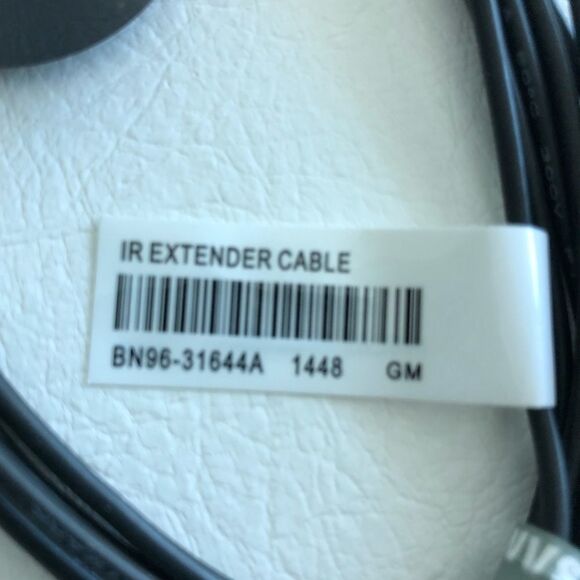 IR EXTENDER CABLE
BN96-31644A 1448 GM